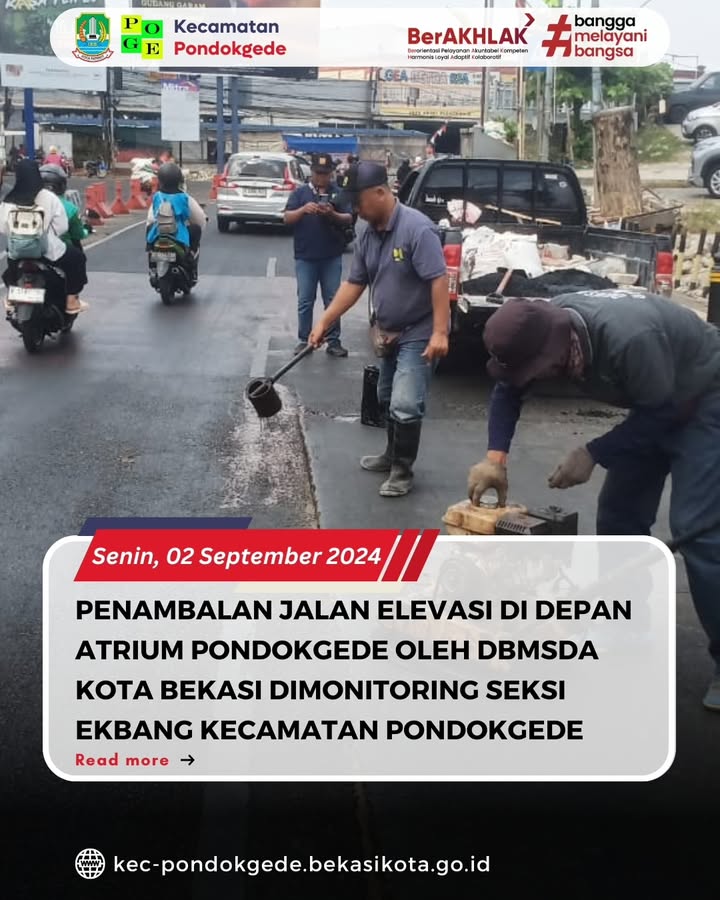 POGE
Kecamatan
Pondokgede
BerAKHLAK
Berorientasi Pelayanan Akuntabel Kompeten
Harmonis Loyal Adaptif Kolaboratif
#bangga
melayani
bangsa
Senin, 02 September 2024
PENAMBALAN JALAN ELEVASI DI DEPAN
ATRIUM PONDOKGEDE OLEH DBMSDA
KOTA BEKASI DIMONITORING SEKSI
EKBANG KECAMATAN PONDOKGEDE
Read more →
kec-pondokgede.bekasikota.go.id